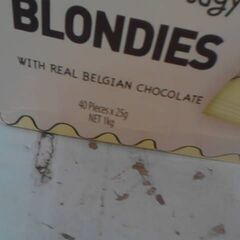 BLONDIES
WITH REAL BELGIAN CHOCOLATE
40 Pieces x 25g
NET 1kg